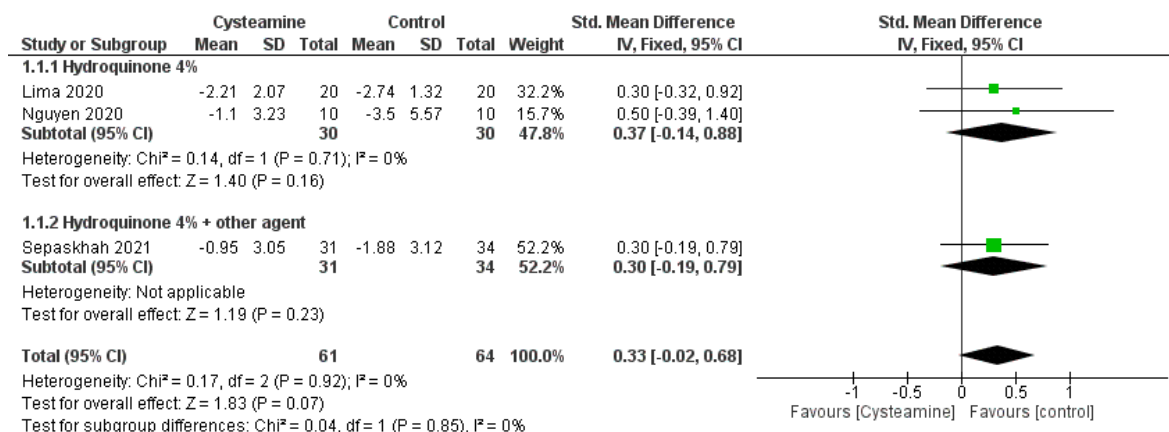 Cysteamine Control Std. Mean Difference Std. Mean Difference
Study or Subgroup Mean SD Total Mean SD Total Weight IV, Fixed, 95% CI IV, Fixed, 95% CI
1.1.1 Hydroquinone 4%
Lima 2020 -2.21 2.07 20 -2.74 1.32 20 32.2% 0.30 [-0.32, 0.92]
Nguyen 2020 -1.1 3.23 10 -3.5 5.57 10 15.7% 0.50 [-0.39, 1.40]
Subtotal (95% CI) 30 30 47.8% 0.37 [-0.14, 0.88]
Heterogeneity: Chi² = 0.14, df = 1 (P = 0.71); I² = 0%
Test for overall effect: Z = 1.40 (P = 0.16)
1.1.2 Hydroquinone 4% + other agent
Sepaskhah 2021 -0.95 3.05 31 -1.88 3.12 34 52.2% 0.30 [-0.19, 0.79]
Subtotal (95% CI) 31 34 52.2% 0.30 [-0.19, 0.79]
Heterogeneity: Not applicable
Test for overall effect: Z = 1.19 (P = 0.23)
Total (95% CI) 61 64 100.0% 0.33 [-0.02, 0.68]
Heterogeneity: Chi² = 0.17, df = 2 (P = 0.92); I² = 0%
Test for overall effect: Z = 1.83 (P = 0.07)
Test for subgroup differences: Chi² = 0.04, df = 1 (P = 0.85), I² = 0%
-1 -0.5 0 0.5 1
Favours [Cysteamine] Favours [control]